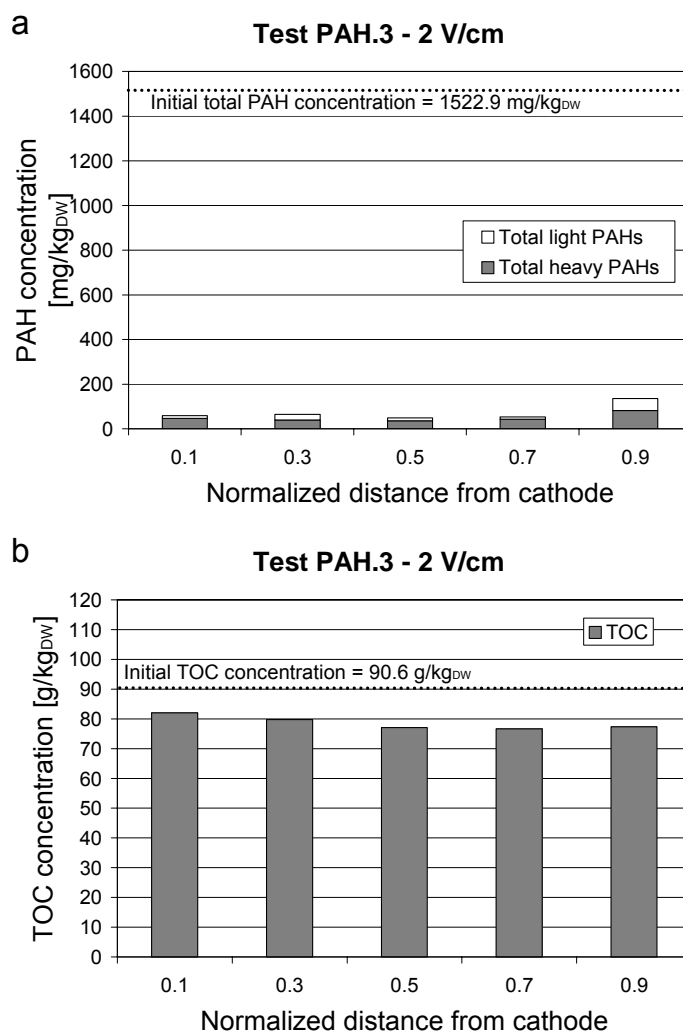 a
Test PAH.3 - 2 V/cm
PAH concentration
[mg/kgDW]
1600
1400
1200
1000
800
600
400
200
0
Initial total PAH concentration = 1522.9 mg/kgDW
Total light PAHs
Total heavy PAHs
0.1 0.3 0.5 0.7 0.9
Normalized distance from cathode
b
Test PAH.3 - 2 V/cm
TOC concentration [g/kgDW]
120
110
100
90
80
70
60
50
40
30
20
10
0
TOC
Initial TOC concentration = 90.6 g/kgDW
0.1 0.3 0.5 0.7 0.9
Normalized distance from cathode